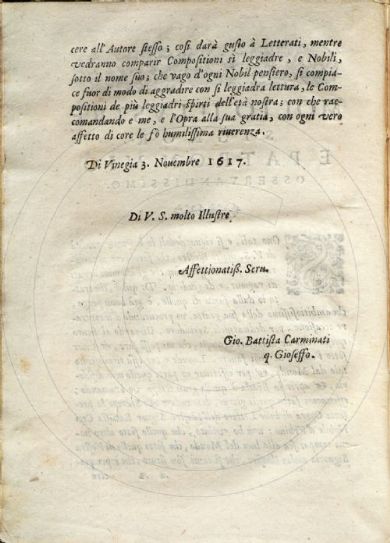 cere all'Autore stesso; così darà gusto à Letterati, mentre
vedranno comparir Compositioni sì leggiadre, e Nobili,
sotto il nome suo; che vago d'ogni Nobil pensiero, si compia-
ce fuor di modo di aggradire con sì leggiadra lettura, le Com-
positioni de più leggiadri spirti dell'età nostra; con che rac-
comandando e me, e l'Opra alla sua gratia, con ogni vero
affetto di core le fò humilissima riuerenza.
Di Vinegia 3. Nouembre 1617.
Di V. S. molto Illustre
Affettionatiss. Seru.
Gio. Battista Carminati
q. Gioseffo.